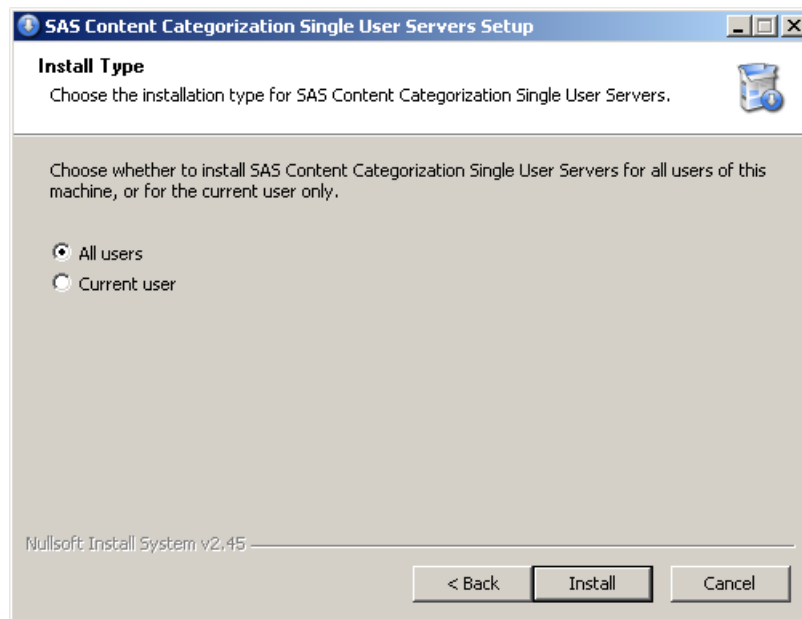 SAS Content Categorization Single User Servers Setup
Install Type
Choose the installation type for SAS Content Categorization Single User Servers.
Choose whether to install SAS Content Categorization Single User Servers for all users of this
machine, or for the current user only.
All users
Current user
Nullsoft Install System v2.45
< Back Install Cancel